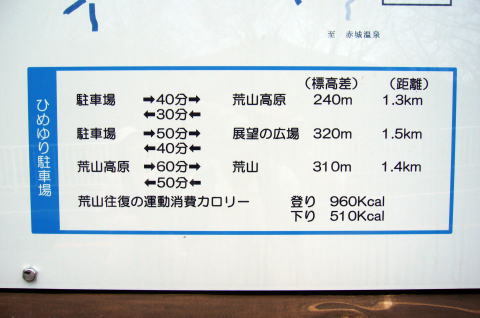 至 赤城温泉
ひめゆり駐車場
（標高差） （距離）
駐車場 ➡40分➡ 荒山高原 240m 1.3km
⬅30分⬅
駐車場 ➡50分➡ 展望の広場 320m 1.5km
⬅40分⬅
荒山高原 ➡60分➡ 荒山 310m 1.4km
⬅50分⬅
荒山往復の運動消費カロリー 登り 960Kcal
下り 510Kcal